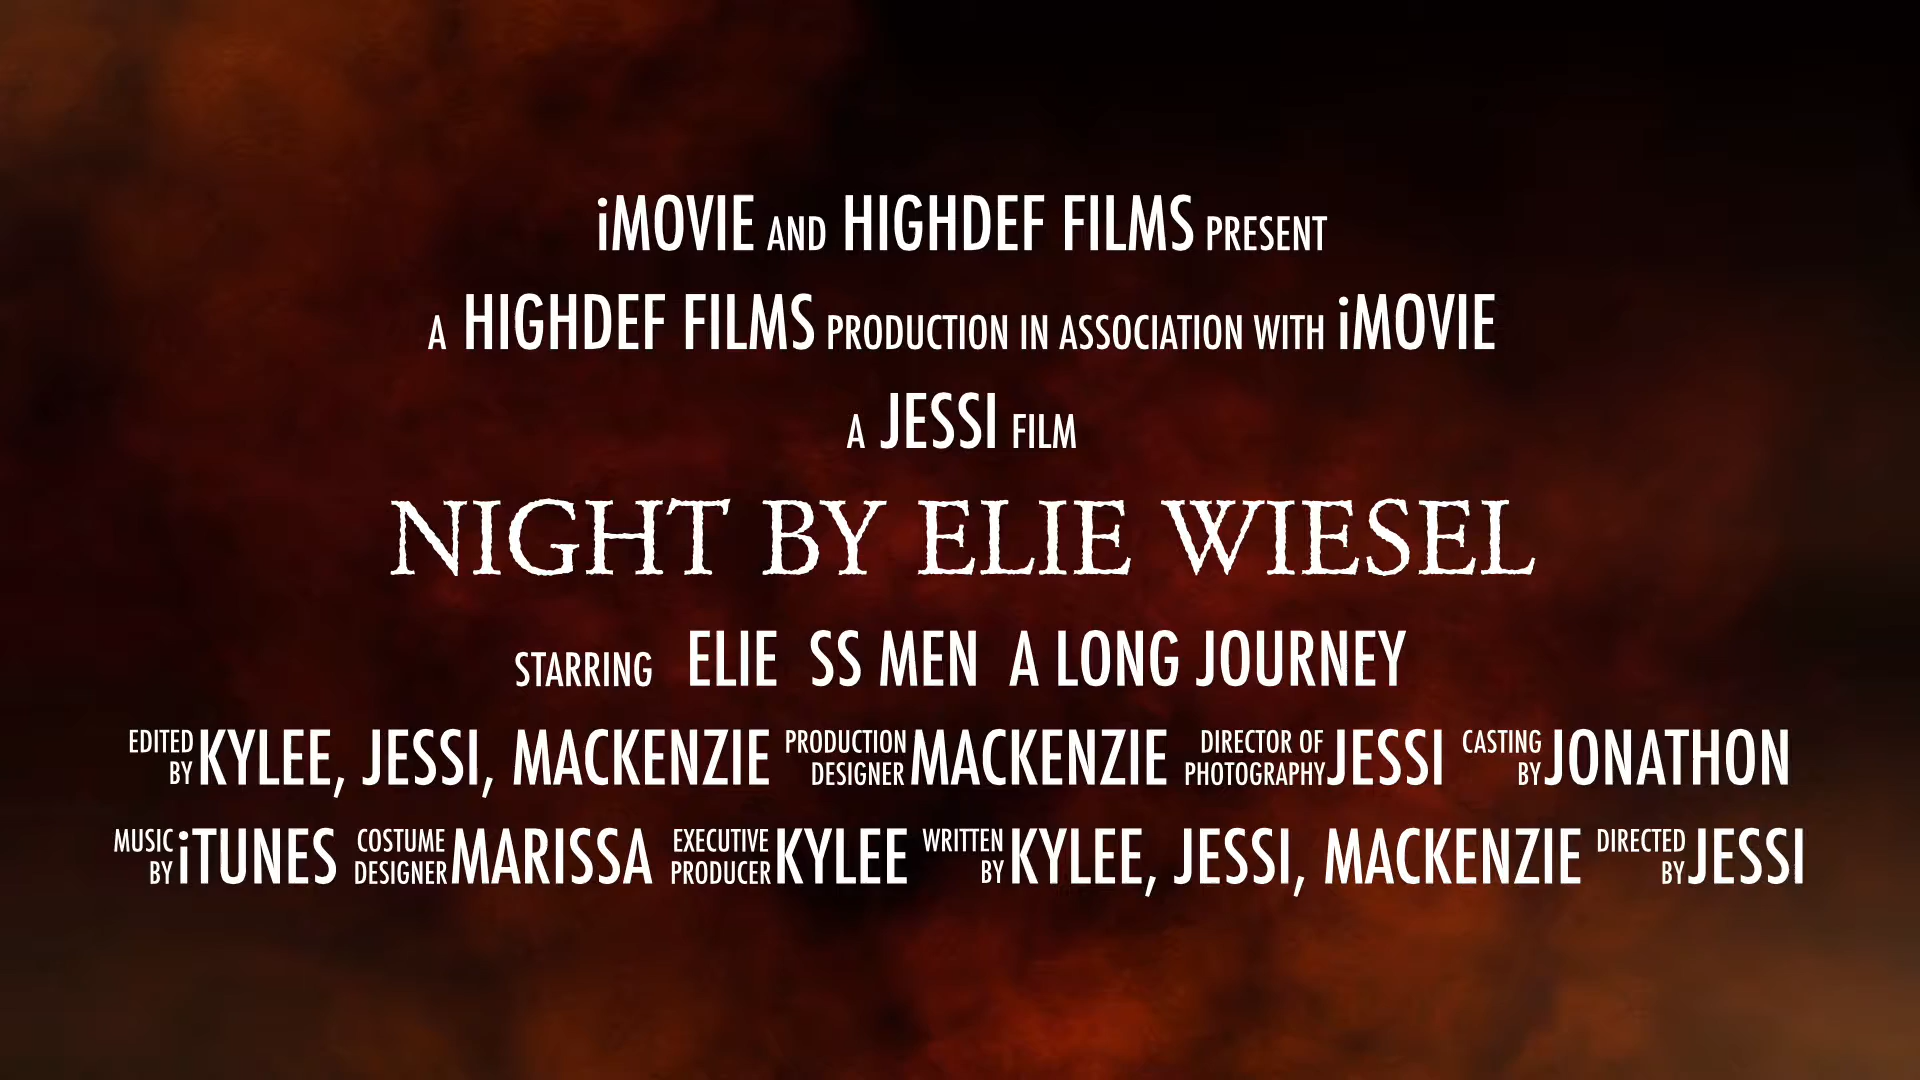 iMOVIE AND HIGHDEF FILMS PRESENT
A HIGHDEF FILMS PRODUCTION IN ASSOCIATION WITH iMOVIE
A JESSI FILM
NIGHT BY ELIE WIESEL
STARRING ELIE SS MEN A LONG JOURNEY
EDITED BY KYLEE, JESSI, MACKENZIE PRODUCTION DESIGNER MACKENZIE DIRECTOR OF PHOTOGRAPHY JESSI CASTING BY JONATHON
MUSIC BY iTUNES COSTUME DESIGNER MARISSA EXECUTIVE PRODUCER KYLEE WRITTEN BY KYLEE, JESSI, MACKENZIE DIRECTED BY JESSI